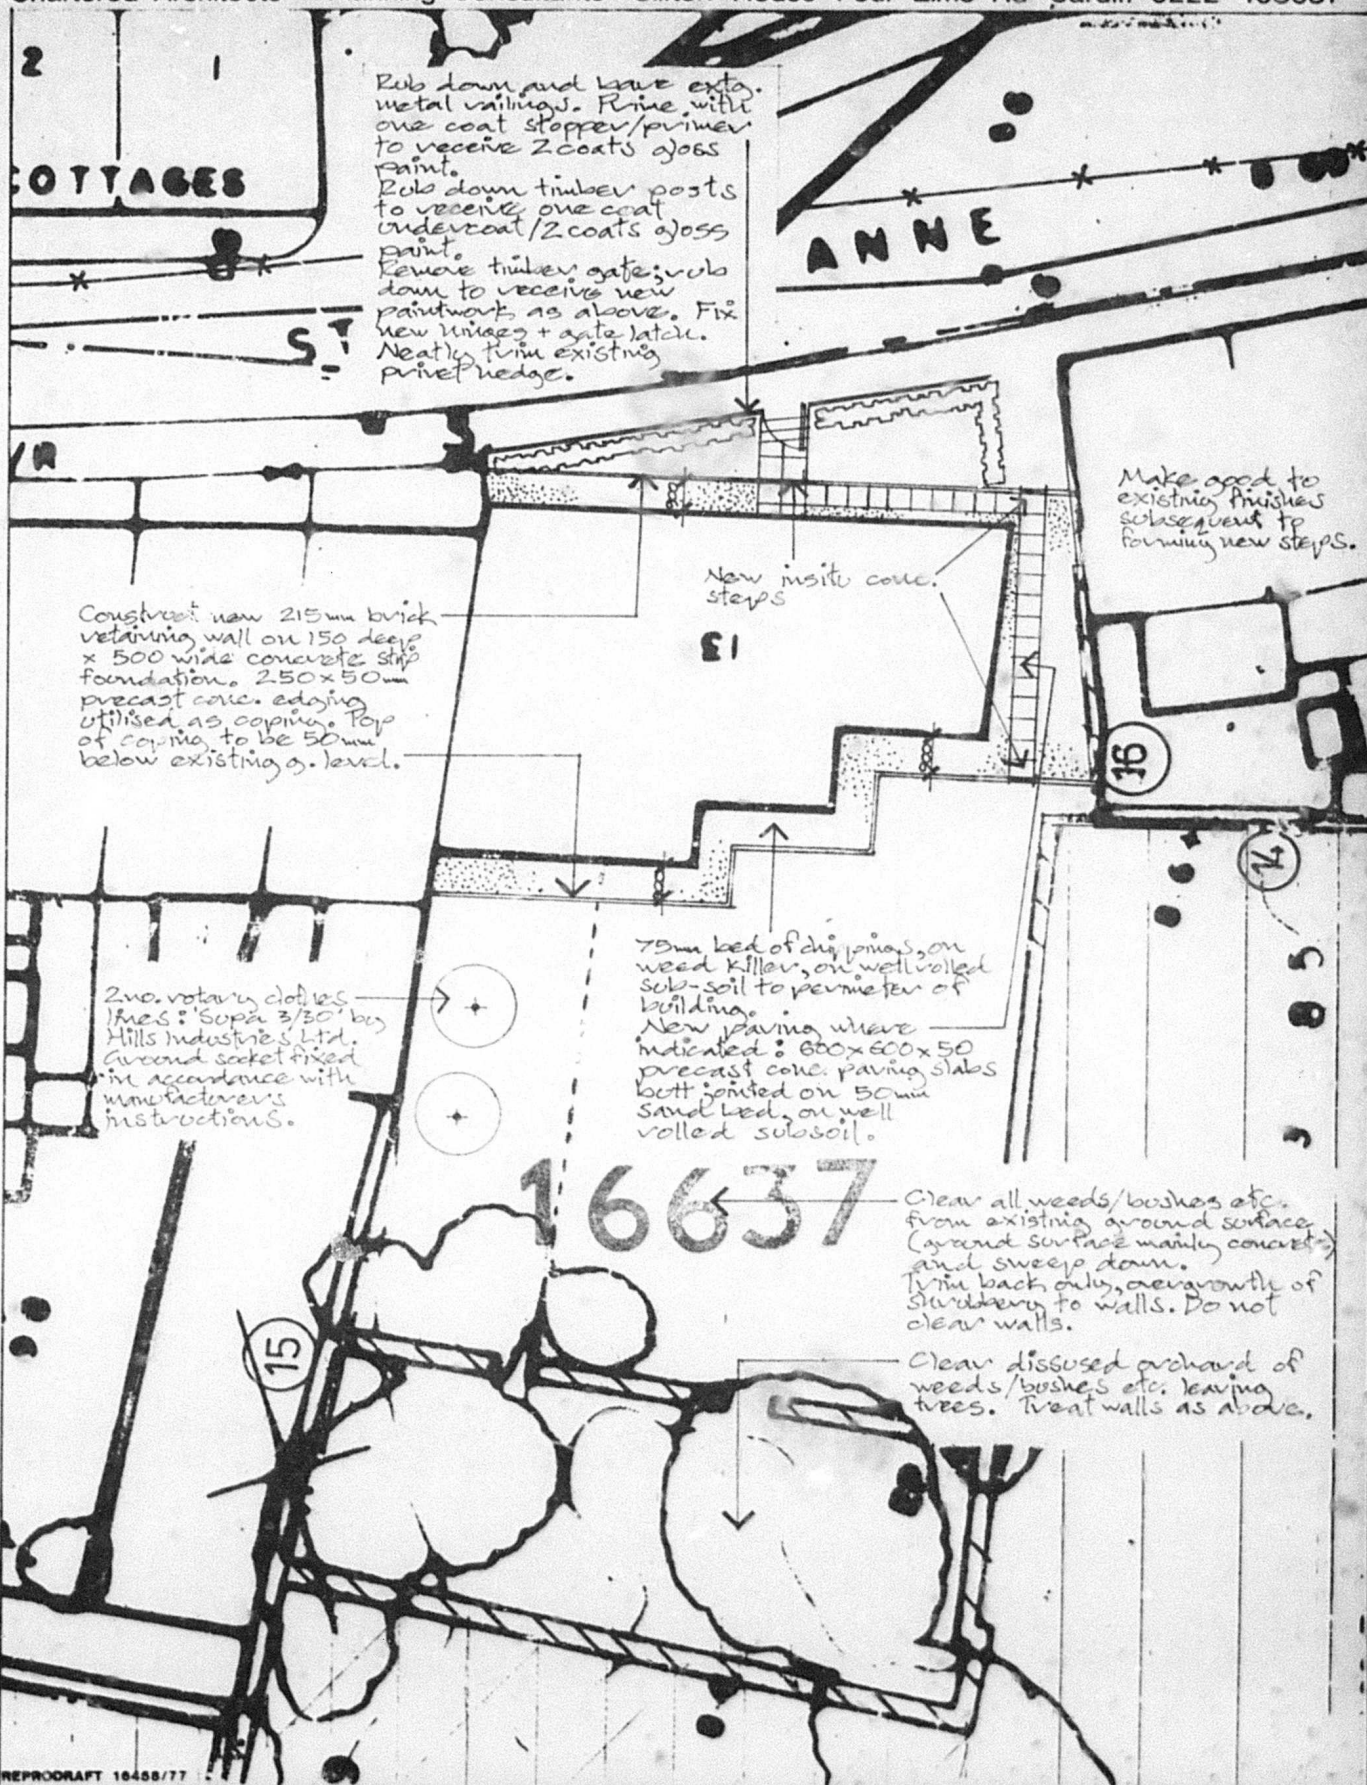 2
1
COTTAGES
Rub down and leave extg.
metal railings. Prime with
one coat stopper/primer
to receive 2 coats gloss
paint.
Rub down timber posts
to receive one coat
undercoat/2 coats gloss
paint.
Remove timber gate; rub
down to receive new
paintwork as above. Fix
new hinges + gate latch.
Neatly trim existing
privet hedge.
ANNE
ST
Make good to
existing finishes
subsequent to
forming new steps.
New insitu conc.
steps
13
Construct new 215mm brick
retaining wall on 150 deep
x 500 wide concrete strip
foundation. 250 x 50mm
precast conc. edging
utilised as coping. Top
of coping to be 50mm
below existing g. level.
16
14
2 no. rotary clothes
lines: 'Supa 3/30' by
Hills Industries Ltd.
Ground socket fixed
in accordance with
manufacturers
instructions.
75mm bed of chippings, on
weed killer, on well rolled
sub-soil to perimeter of
building.
New paving where
indicated: 600x600x50
precast conc. paving slabs
butt jointed on 50mm
sand bed, on well
rolled subsoil.
16637
Clear all weeds/bushes etc.
from existing ground surface
(ground surface mainly concrete)
and sweep down.
Trim back only, overgrowth of
shrubbery to walls. Do not
clear walls.
15
Clear dissused orchard of
weeds/bushes etc. leaving
trees. Treat walls as above.
REPRODRAFT 16458/77